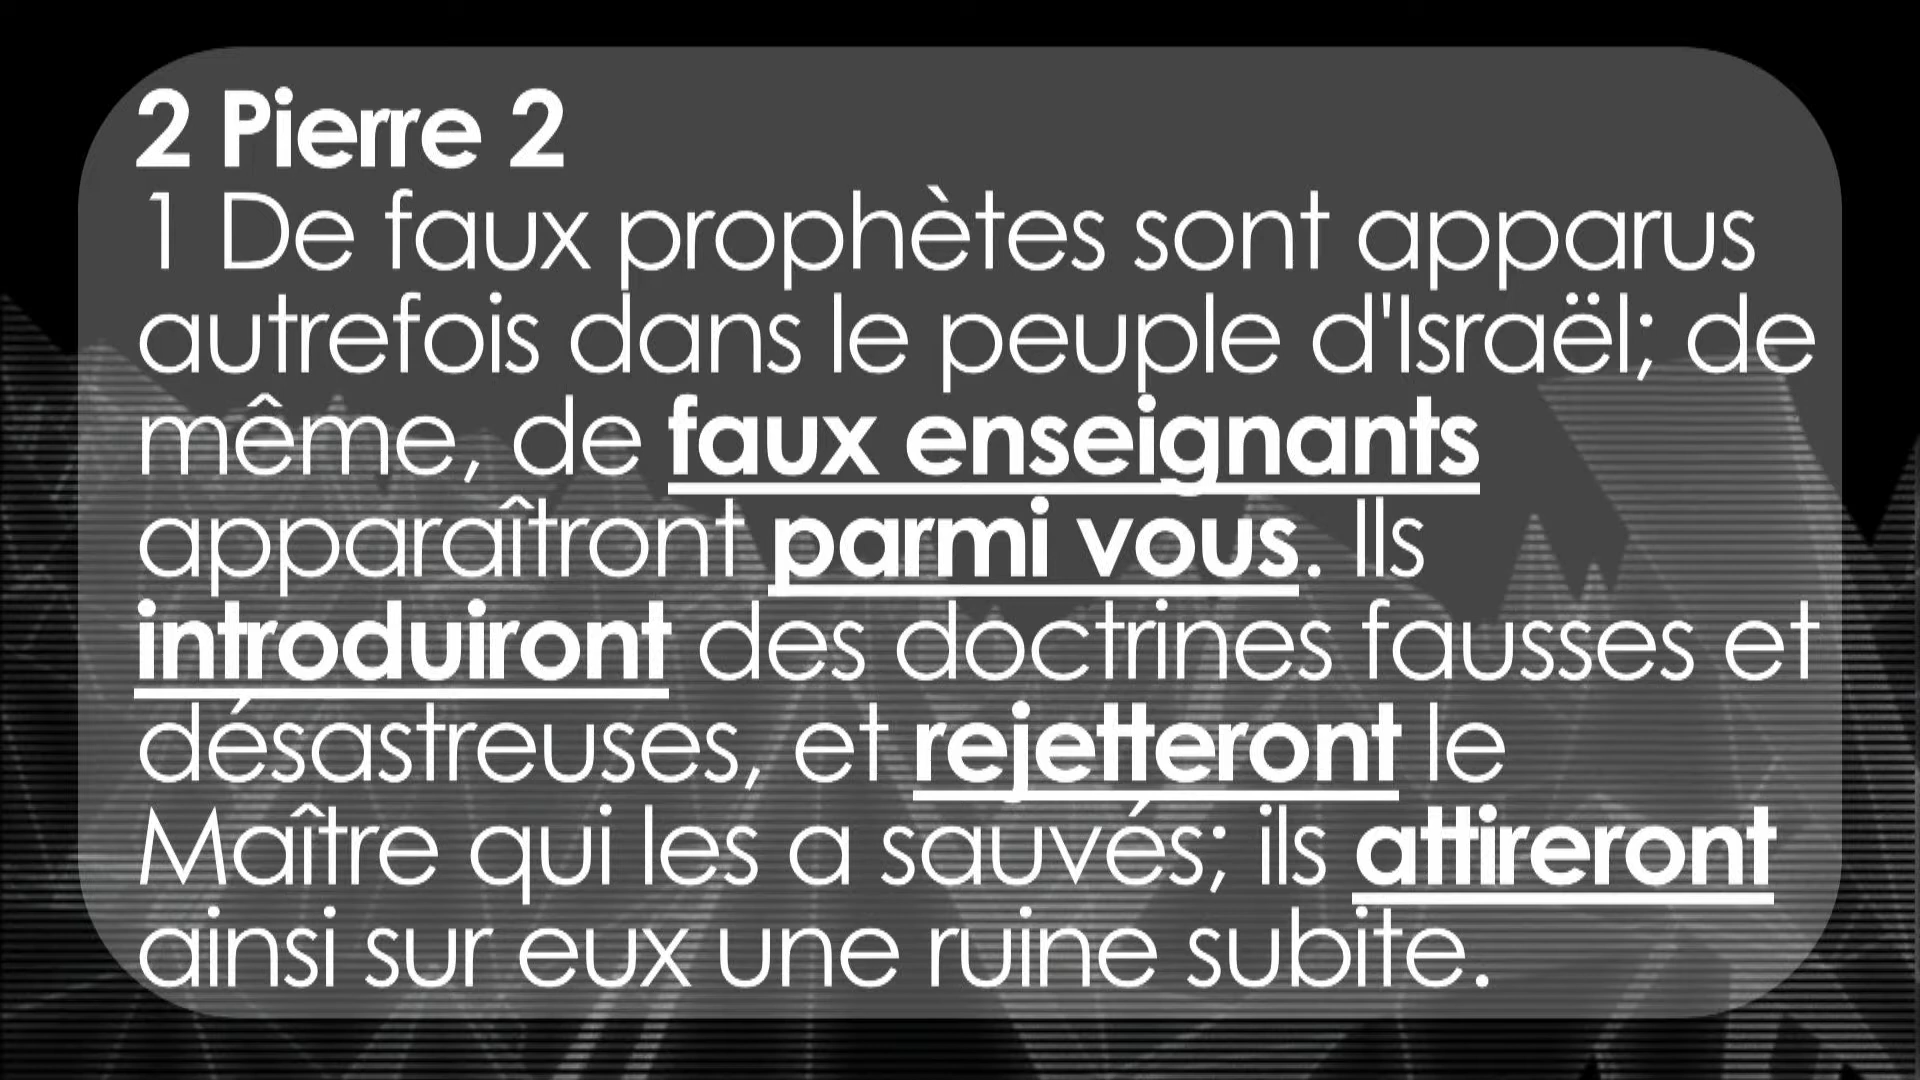 2 Pierre 2
1 De faux prophètes sont apparus
autrefois dans le peuple d'Israël; de
même, de faux enseignants
apparaîtront parmi vous. Ils
introduiront des doctrines fausses et
désastreuses, et rejetteront le
Maître qui les a sauvés; ils attireront
ainsi sur eux une ruine subite.